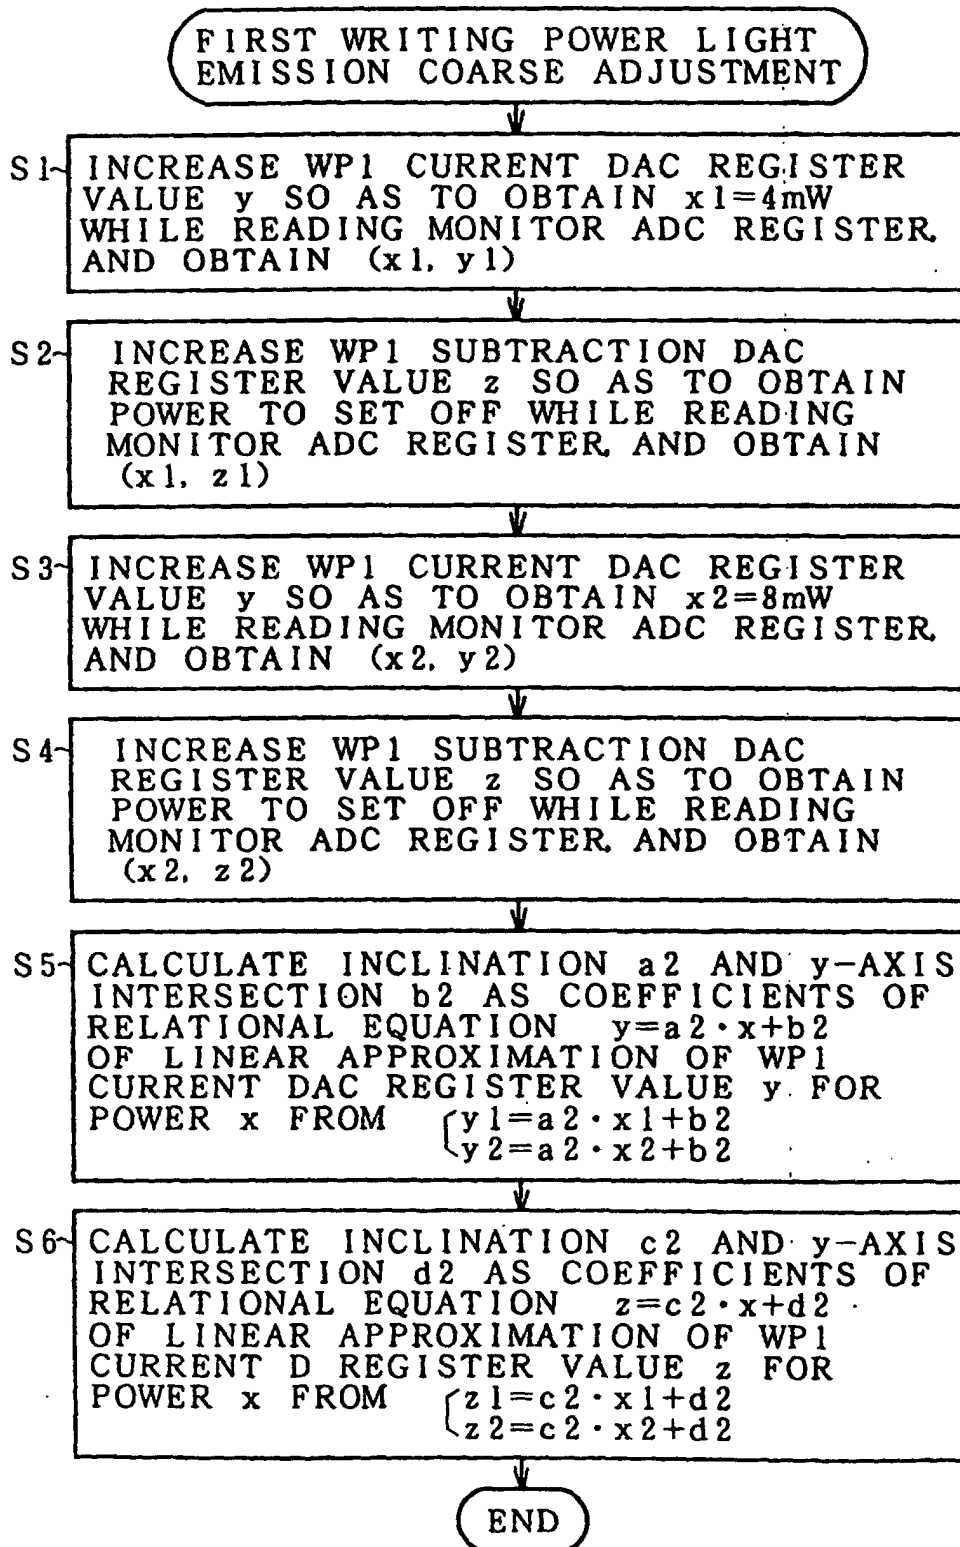 FIRST WRITING POWER LIGHT
EMISSION COARSE ADJUSTMENT
S1
INCREASE WP1 CURRENT DAC REGISTER
VALUE y SO AS TO OBTAIN x1=4mW
WHILE READING MONITOR ADC REGISTER,
AND OBTAIN (x1, y1)
S2
INCREASE WP1 SUBTRACTION DAC
REGISTER VALUE z SO AS TO OBTAIN
POWER TO SET OFF WHILE READING
MONITOR ADC REGISTER, AND OBTAIN
(x1, z1)
S3
INCREASE WP1 CURRENT DAC REGISTER
VALUE y SO AS TO OBTAIN x2=8mW
WHILE READING MONITOR ADC REGISTER,
AND OBTAIN (x2, y2)
S4
INCREASE WP1 SUBTRACTION DAC
REGISTER VALUE z SO AS TO OBTAIN
POWER TO SET OFF WHILE READING
MONITOR ADC REGISTER, AND OBTAIN
(x2, z2)
S5
CALCULATE INCLINATION a2 AND y-AXIS
INTERSECTION b2 AS COEFFICIENTS OF
RELATIONAL EQUATION y=a2·x+b2
OF LINEAR APPROXIMATION OF WP1
CURRENT DAC REGISTER VALUE y FOR
POWER x FROM y1=a2·x1+b2
y2=a2·x2+b2
S6
CALCULATE INCLINATION c2 AND y-AXIS
INTERSECTION d2 AS COEFFICIENTS OF
RELATIONAL EQUATION z=c2·x+d2
OF LINEAR APPROXIMATION OF WP1
CURRENT D REGISTER VALUE z FOR
POWER x FROM z1=c2·x1+d2
z2=c2·x2+d2
END